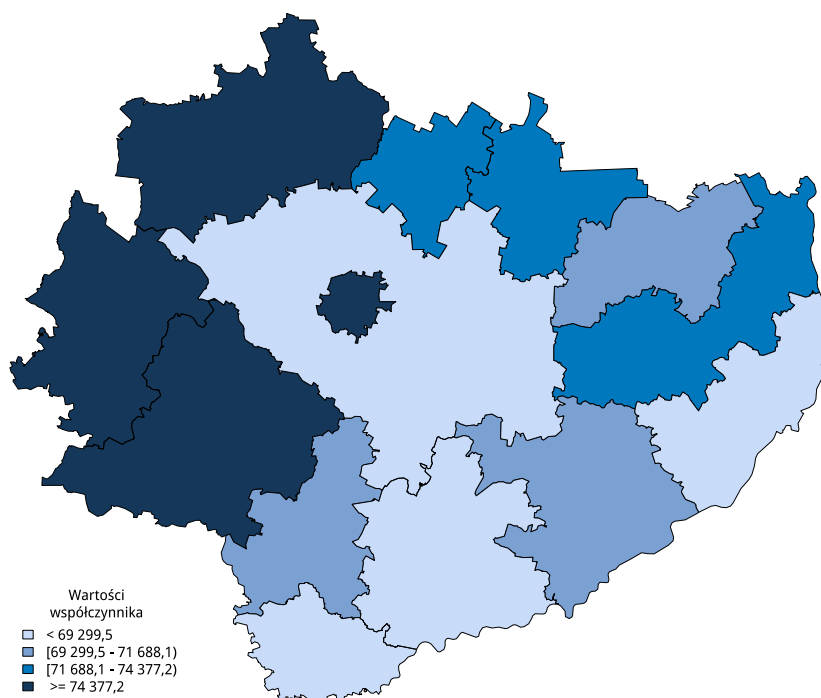 Wartości
współczynnika
< 69 299,5
[69 299,5 - 71 688,1)
[71 688,1 - 74 377,2)
>= 74 377,2